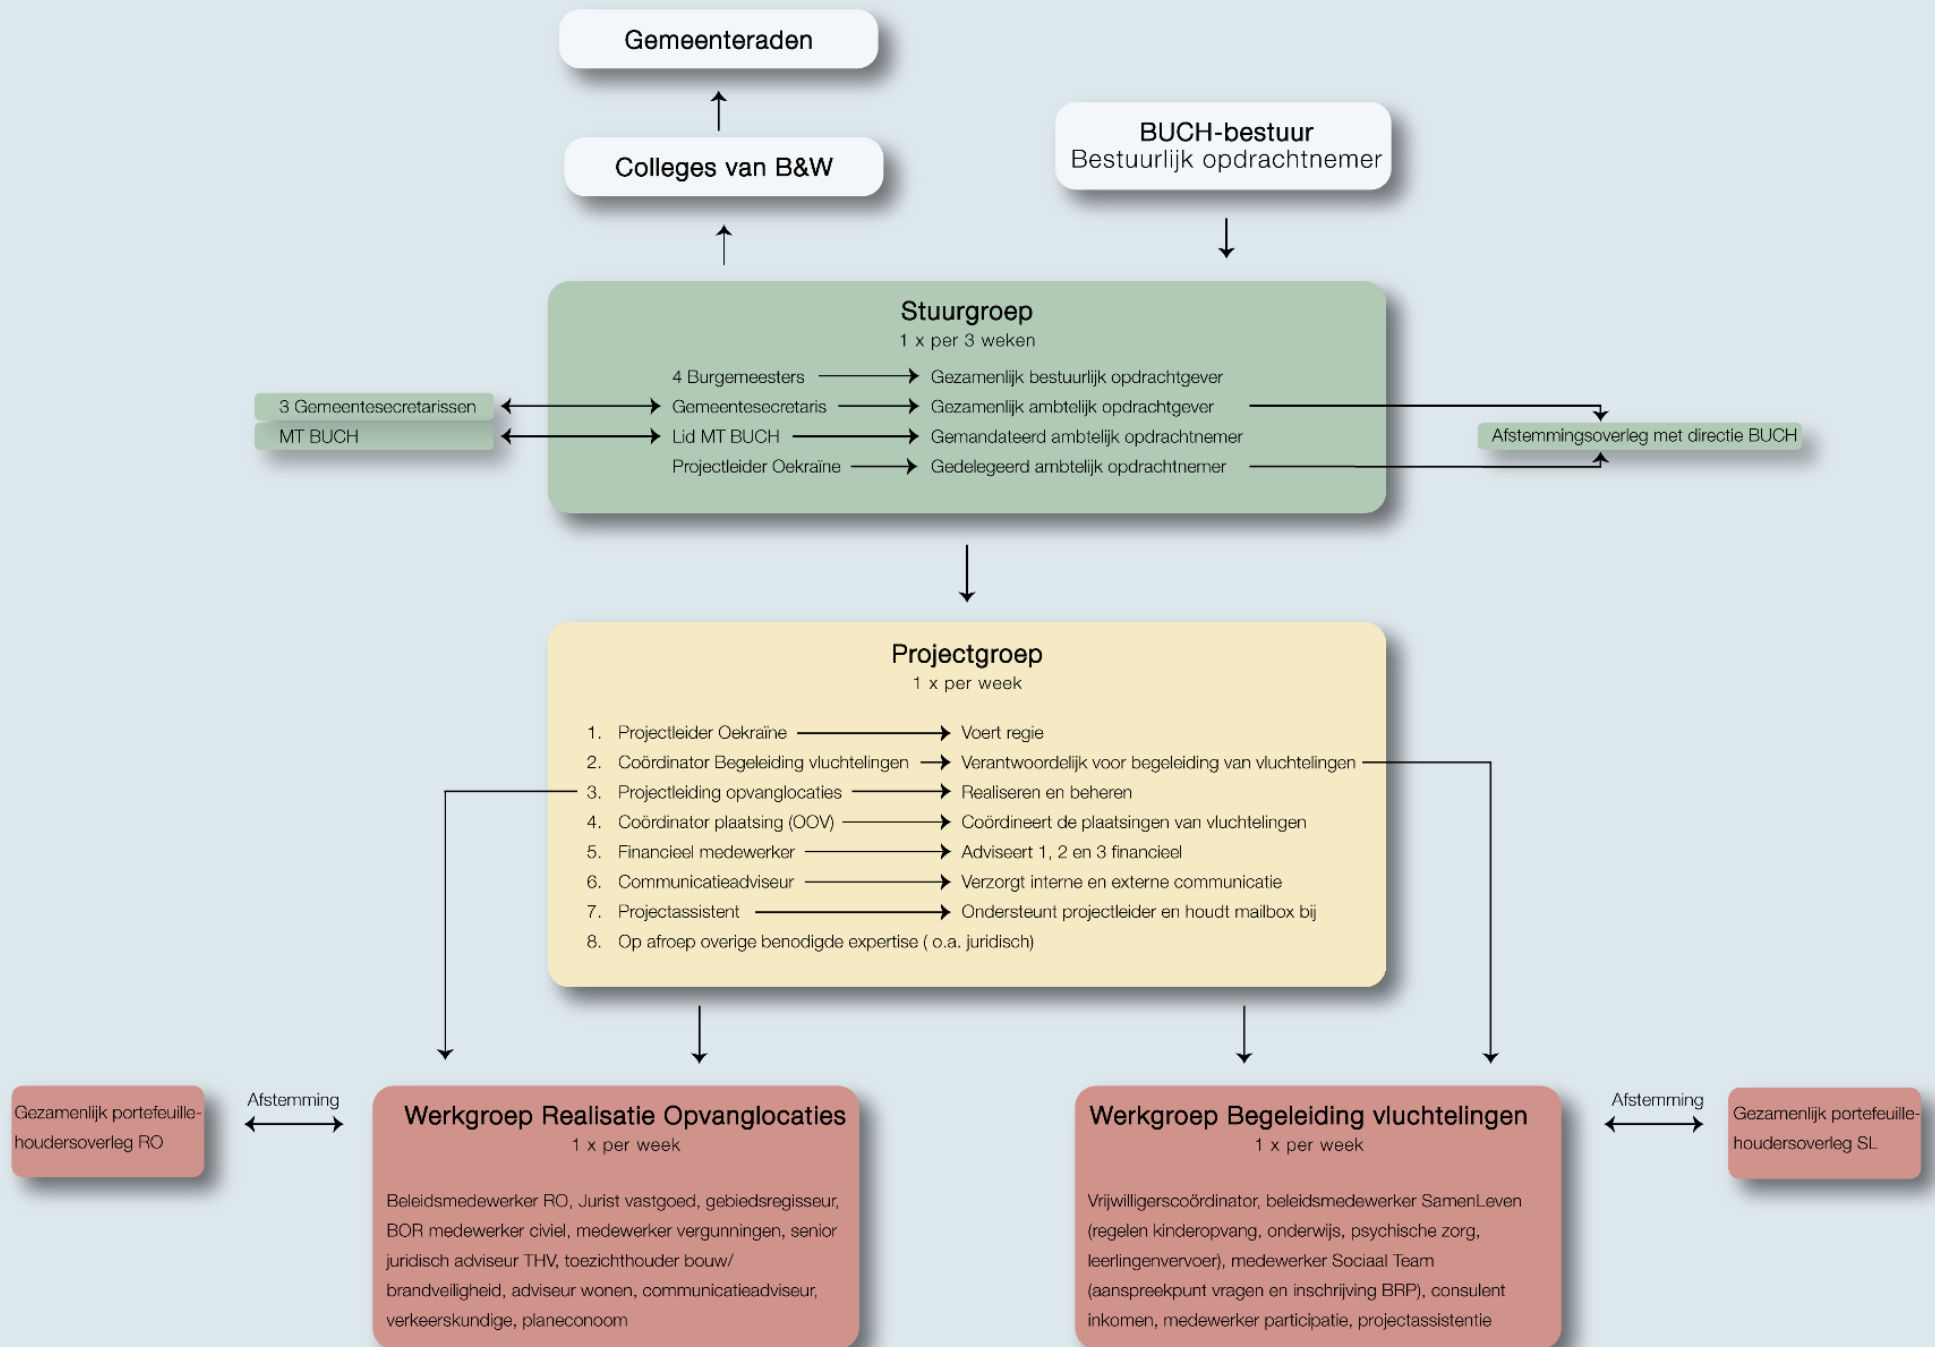 Gemeenteraden
Colleges van B&W
BUCH-bestuur
Bestuurlijk opdrachtnemer
Stuurgroep
1 x per 3 weken
4 Burgemeesters
Gezamenlijk bestuurlijk opdrachtgever
3 Gemeentesecretarissen
Gemeentesecretaris
Gezamenlijk ambtelijk opdrachtgever
MT BUCH
Lid MT BUCH
Gemandateerd ambtelijk opdrachtnemer
Afstemmingsoverleg met directie BUCH
Projectleider Oekraïne
Gedelegeerd ambtelijk opdrachtnemer
Projectgroep
1 x per week
1. Projectleider Oekraïne
Voert regie
2. Coördinator Begeleiding vluchtelingen
Verantwoordelijk voor begeleiding van vluchtelingen
3. Projectleiding opvanglocaties
Realiseren en beheren
4. Coördinator plaatsing (OOV)
Coördineert de plaatsingen van vluchtelingen
5. Financieel medewerker
Adviseert 1, 2 en 3 financieel
6. Communicatieadviseur
Verzorgt interne en externe communicatie
7. Projectassistent
Ondersteunt projectleider en houdt mailbox bij
8. Op afroep overige benodigde expertise ( o.a. juridisch)
Gezamenlijk portefeuille-
houdersoverleg RO
Afstemming
Werkgroep Realisatie Opvanglocaties
1 x per week
Beleidsmedewerker RO, Jurist vastgoed, gebiedsregisseur,
BOR medewerker civiel, medewerker vergunningen, senior
juridisch adviseur THV, toezichthouder bouw/
brandveiligheid, adviseur wonen, communicatieadviseur,
verkeerskundige, planeconoom
Werkgroep Begeleiding vluchtelingen
1 x per week
Vrijwilligerscoördinator, beleidsmedewerker SamenLeven
(regelen kinderopvang, onderwijs, psychische zorg,
leerlingenvervoer), medewerker Sociaal Team
(aanspreekpunt vragen en inschrijving BRP), consulent
inkomen, medewerker participatie, projectassistentie
Afstemming
Gezamenlijk portefeuille-
houdersoverleg SL